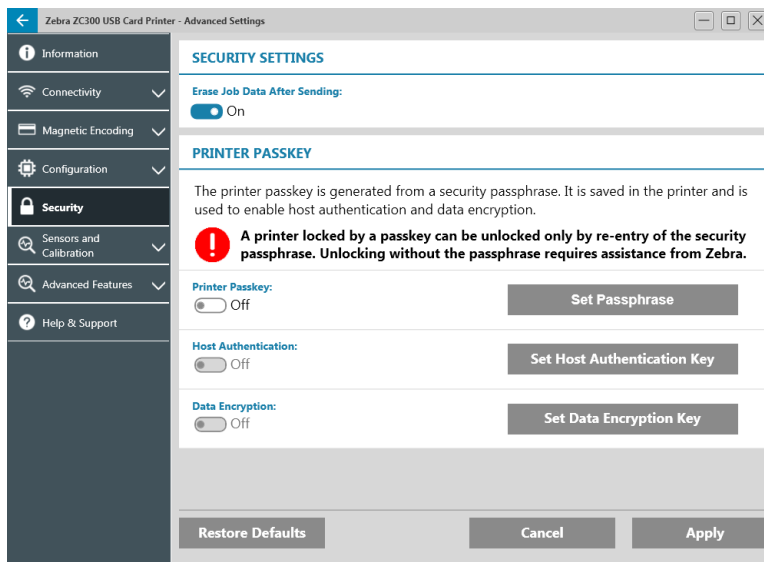 Zebra ZC300 USB Card Printer - Advanced Settings
Information
Connectivity
Magnetic Encoding
Configuration
Security
Sensors and
Calibration
Advanced Features
Help & Support
SECURITY SETTINGS
Erase Job Data After Sending:
On
PRINTER PASSKEY
The printer passkey is generated from a security passphrase. It is saved in the printer and is
used to enable host authentication and data encryption.
A printer locked by a passkey can be unlocked only by re-entry of the security
passphrase. Unlocking without the passphrase requires assistance from Zebra.
Printer Passkey:
Off
Set Passphrase
Host Authentication:
Off
Set Host Authentication Key
Data Encryption:
Off
Set Data Encryption Key
Restore Defaults
Cancel
Apply